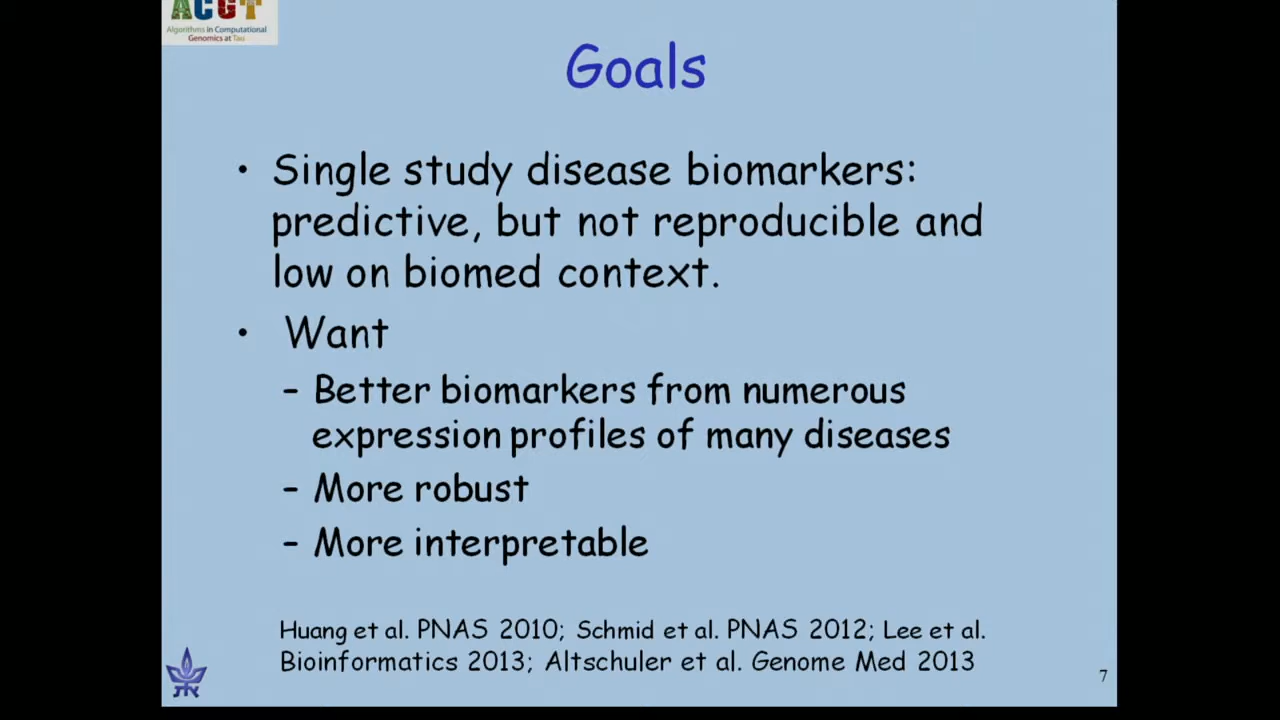 ACGT
Algorithms in Computational
Genomics at Tau
Goals
• Single study disease biomarkers:
predictive, but not reproducible and
low on biomed context.
• Want
– Better biomarkers from numerous
expression profiles of many diseases
– More robust
– More interpretable
Huang et al. PNAS 2010; Schmid et al. PNAS 2012; Lee et al.
Bioinformatics 2013; Altschuler et al. Genome Med 2013
7